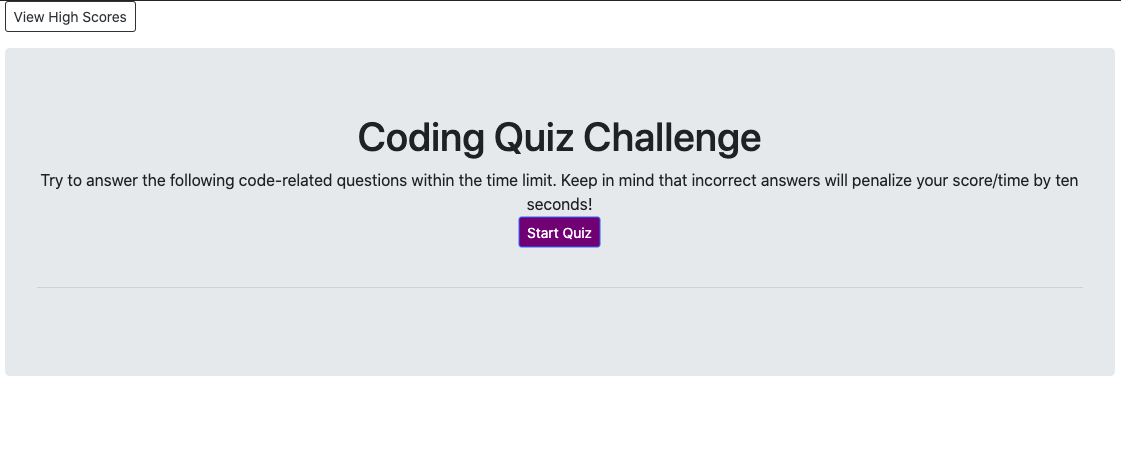 View High Scores
Coding Quiz Challenge
Try to answer the following code-related questions within the time limit. Keep in mind that incorrect answers will penalize your score/time by ten
seconds!
Start Quiz